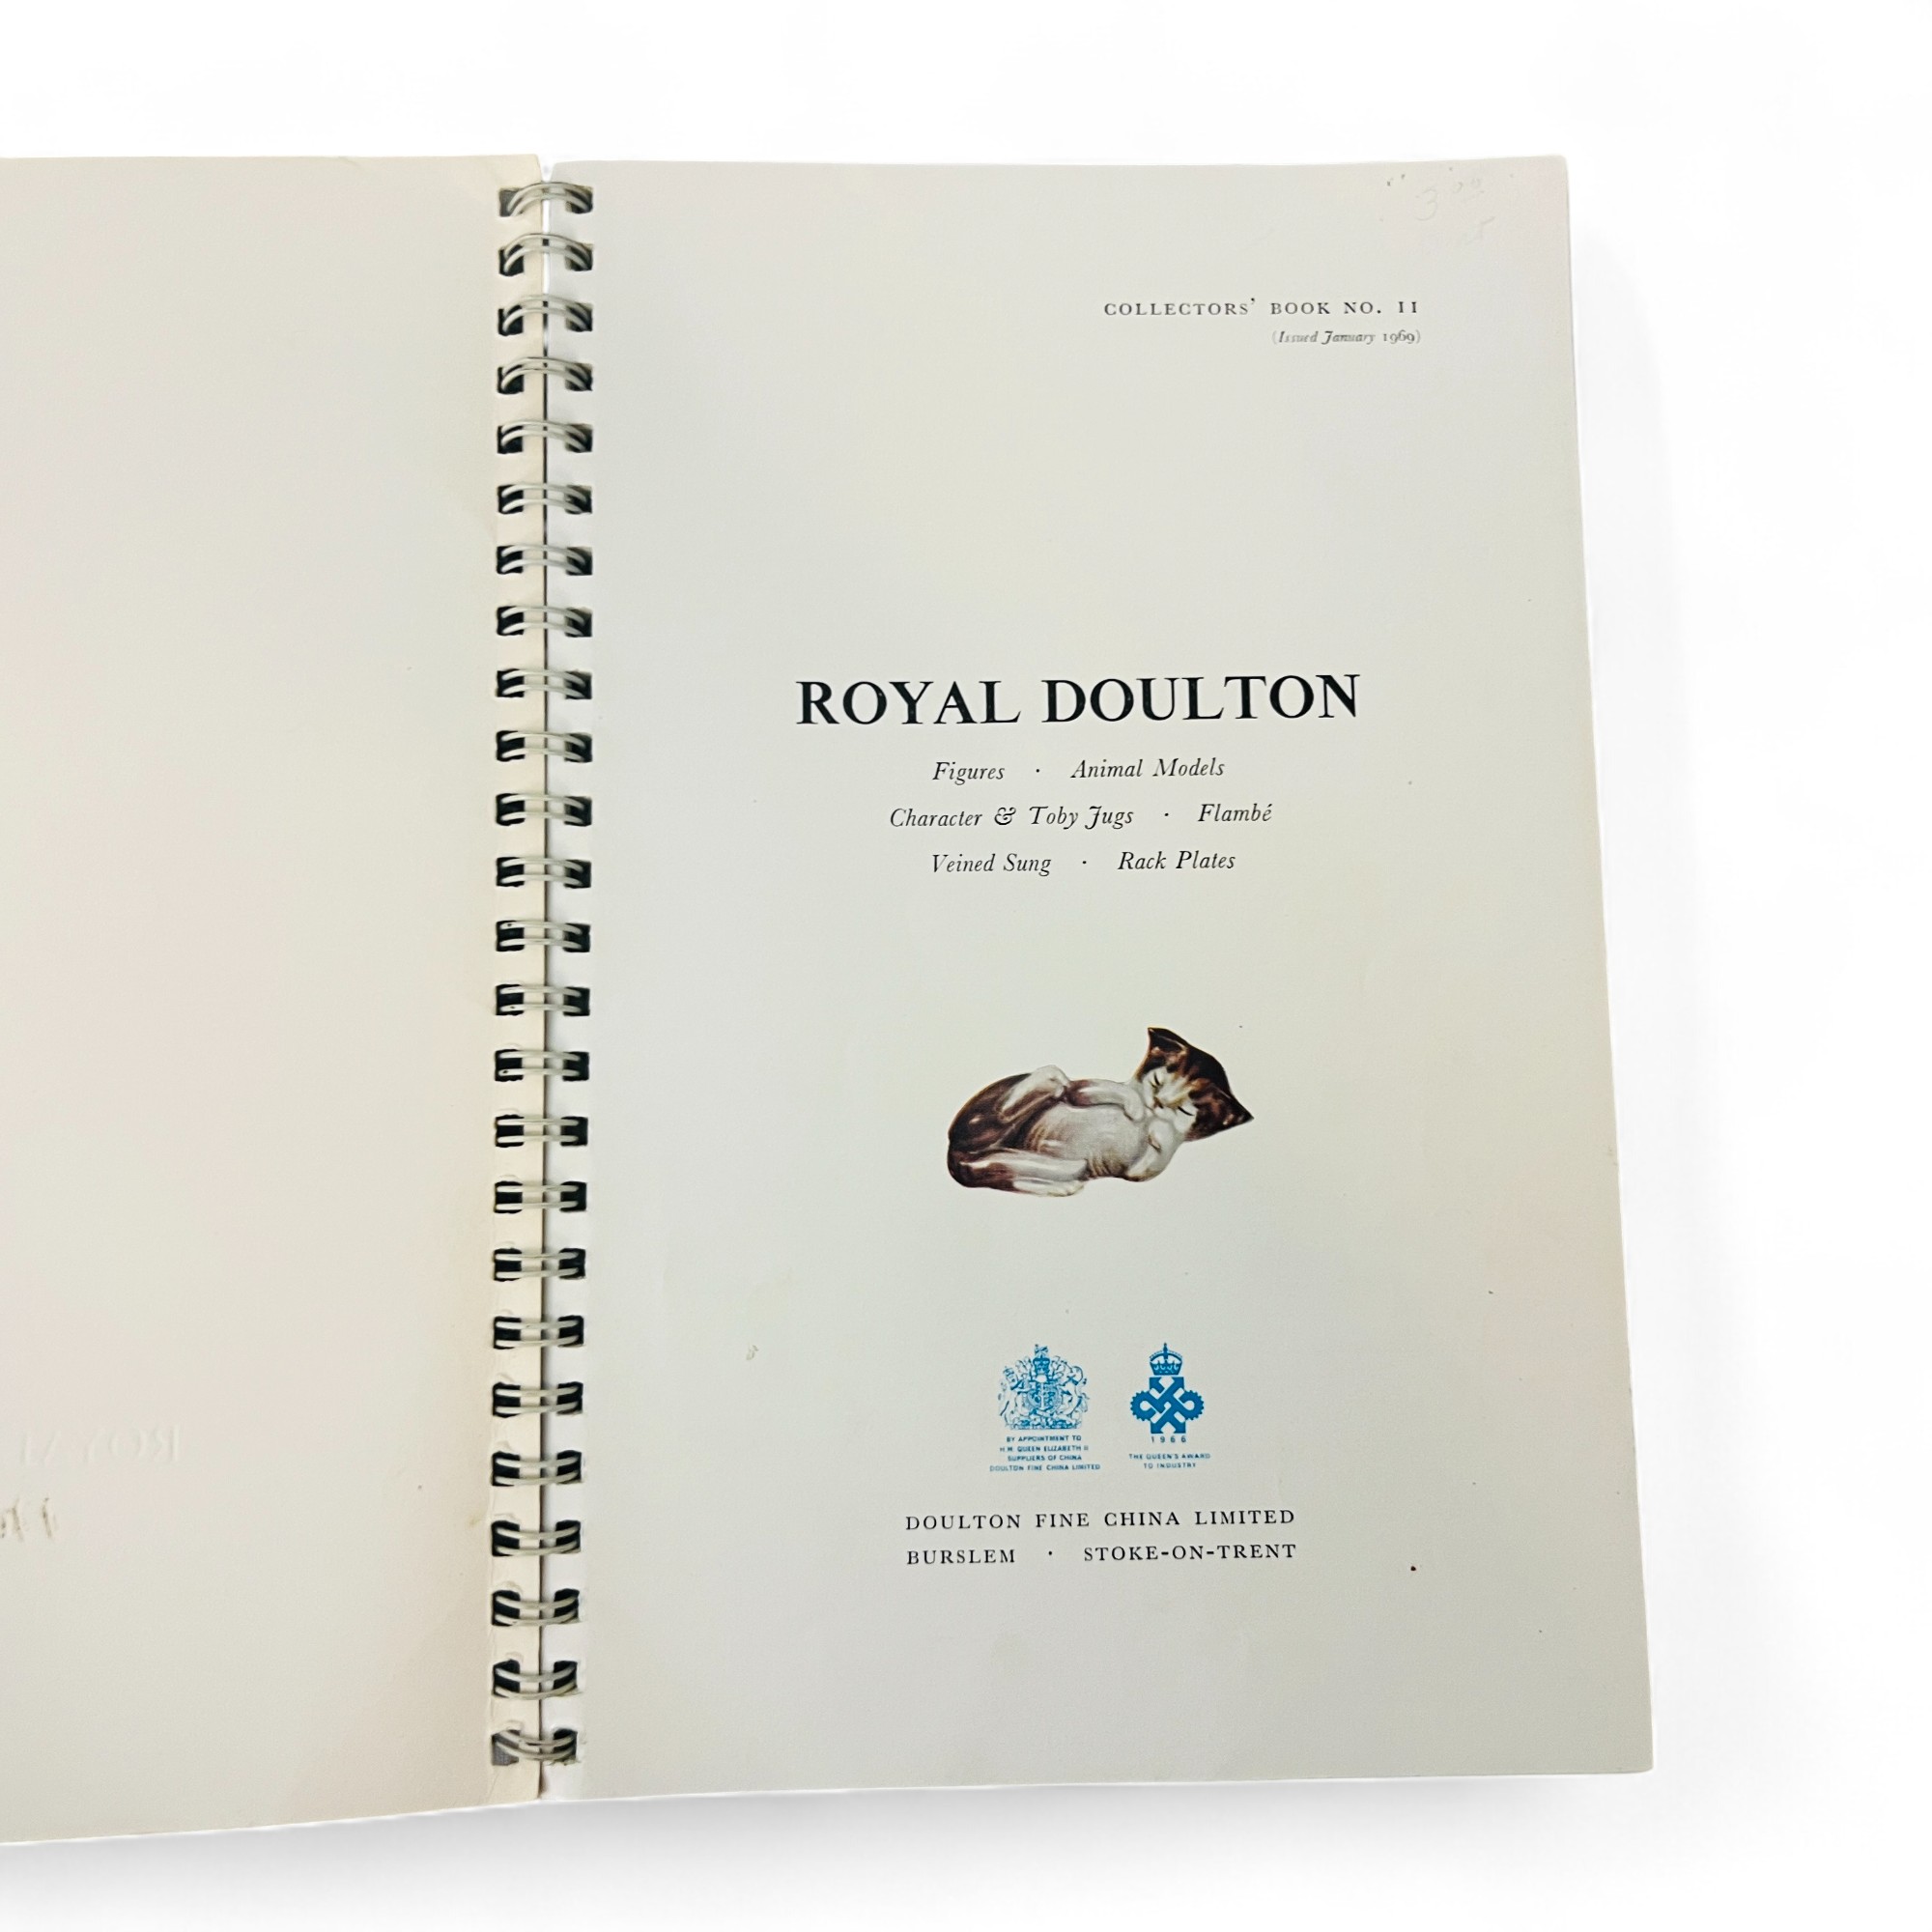 COLLECTORS' BOOK NO. 11
(Issued January 1969)
ROYAL DOULTON
Figures · Animal Models
Character & Toby Jugs · Flambé
Veined Sung · Rack Plates
BY APPOINTMENT TO
H.M. QUEEN ELIZABETH II
SUPPLIERS OF CHINA
DOULTON FINE CHINA LIMITED
1966
THE QUEEN'S AWARD
TO INDUSTRY
DOULTON FINE CHINA LIMITED
BURSLEM · STOKE-ON-TRENT